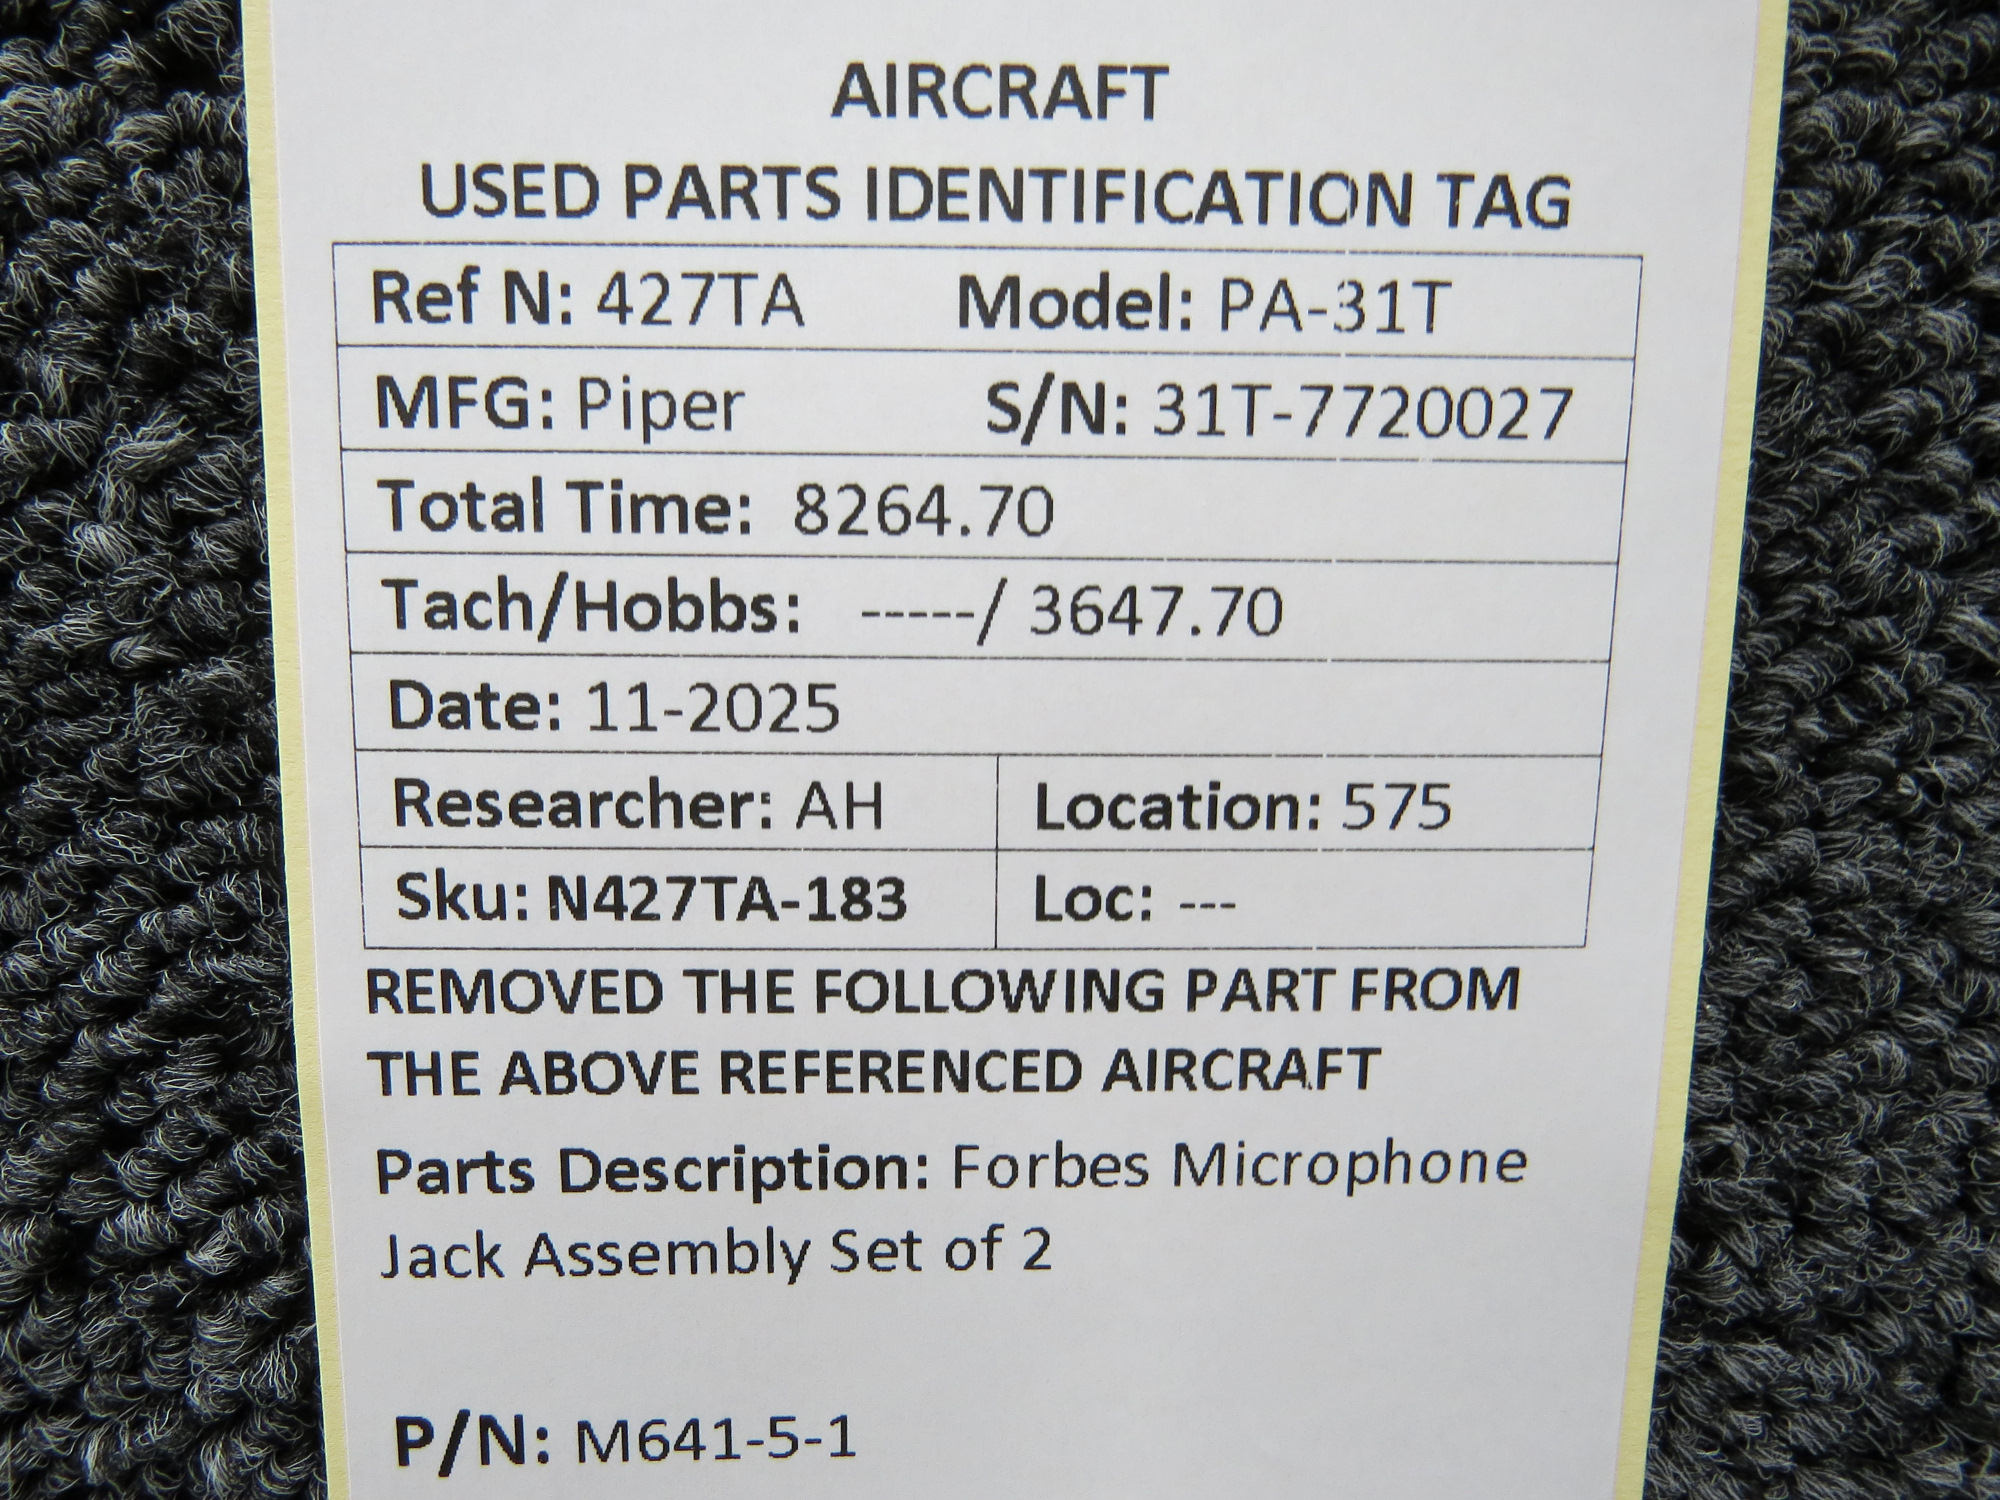 AIRCRAFT
USED PARTS IDENTIFICATION TAG
Ref N: 427TA Model: PA-31T
MFG: Piper S/N: 31T-7720027
Total Time: 8264.70
Tach/Hobbs: -----/ 3647.70
Date: 11-2025
Researcher: AH Location: 575
Sku: N427TA-183 Loc: ---
REMOVED THE FOLLOWING PART FROM
THE ABOVE REFERENCED AIRCRAFT
Parts Description: Forbes Microphone
Jack Assembly Set of 2
P/N: M641-5-1